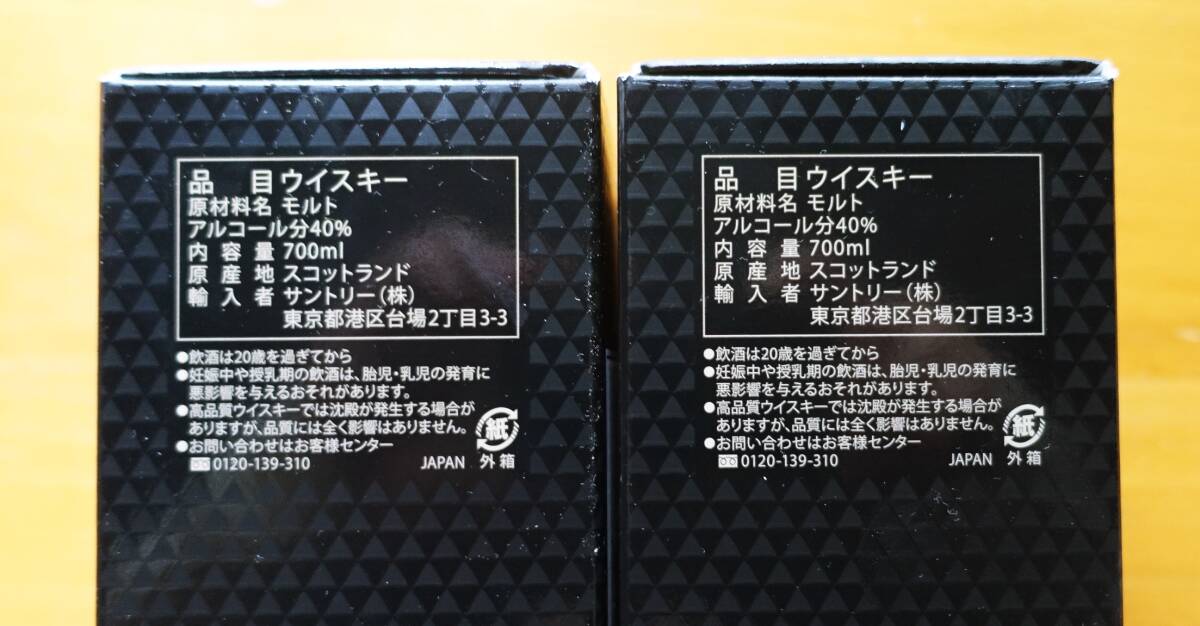 品 目 ウイスキー
原材料名 モルト
アルコール分40%
内容量 700ml
原産地 スコットランド
輸入者 サントリー(株)
東京都港区台場2丁目3-3
●飲酒は20歳を過ぎてから
●妊娠中や授乳期の飲酒は、胎児・乳児の発育に
悪影響を与えるおそれがあります。
●高品質ウイスキーでは沈殿が発生する場合が
ありますが、品質には全く影響はありません。
●お問い合わせはお客様センター
0120-139-310
JAPAN
紙
外箱
品 目 ウイスキー
原材料名 モルト
アルコール分40%
内容量 700ml
原産地 スコットランド
輸入者 サントリー(株)
東京都港区台場2丁目3-3
●飲酒は20歳を過ぎてから
●妊娠中や授乳期の飲酒は、胎児・乳児の発育に
悪影響を与えるおそれがあります。
●高品質ウイスキーでは沈殿が発生する場合が
ありますが、品質には全く影響はありません。
●お問い合わせはお客様センター
0120-139-310
JAPAN
紙
外箱